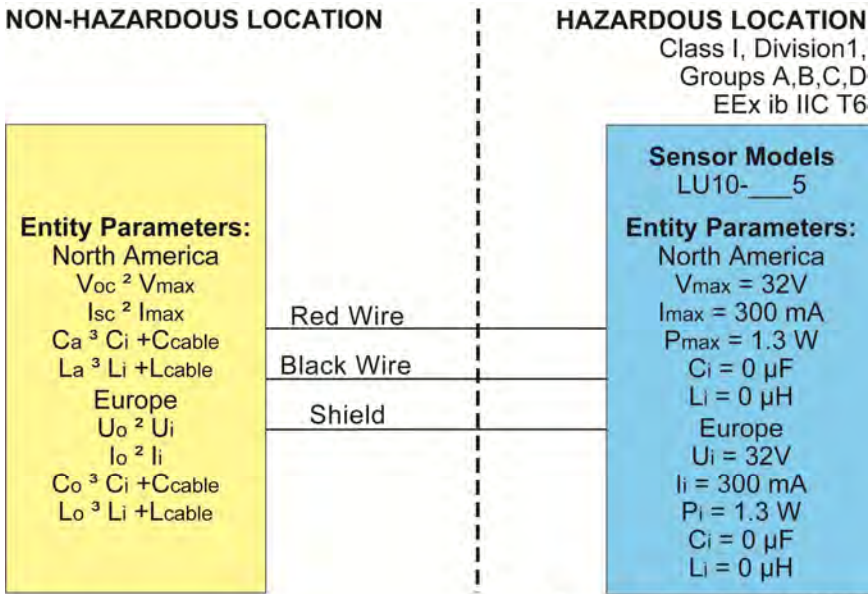 NON-HAZARDOUS LOCATION
HAZARDOUS LOCATION
Class I, Division1,
Groups A,B,C,D
EEx ib IIC T6
Entity Parameters:
North America
Voc ² Vmax
Isc ² Imax
Ca ³ Ci +Ccable
La ³ Li +Lcable
Europe
Uo ² Ui
Io ² Ii
Co ³ Ci +Ccable
Lo ³ Li +Lcable
Red Wire
Black Wire
Shield
Sensor Models
LU10-___5
Entity Parameters:
North America
Vmax = 32V
Imax = 300 mA
Pmax = 1.3 W
Ci = 0 µF
Li = 0 µH
Europe
Ui = 32V
Ii = 300 mA
Pi = 1.3 W
Ci = 0 µF
Li = 0 µH